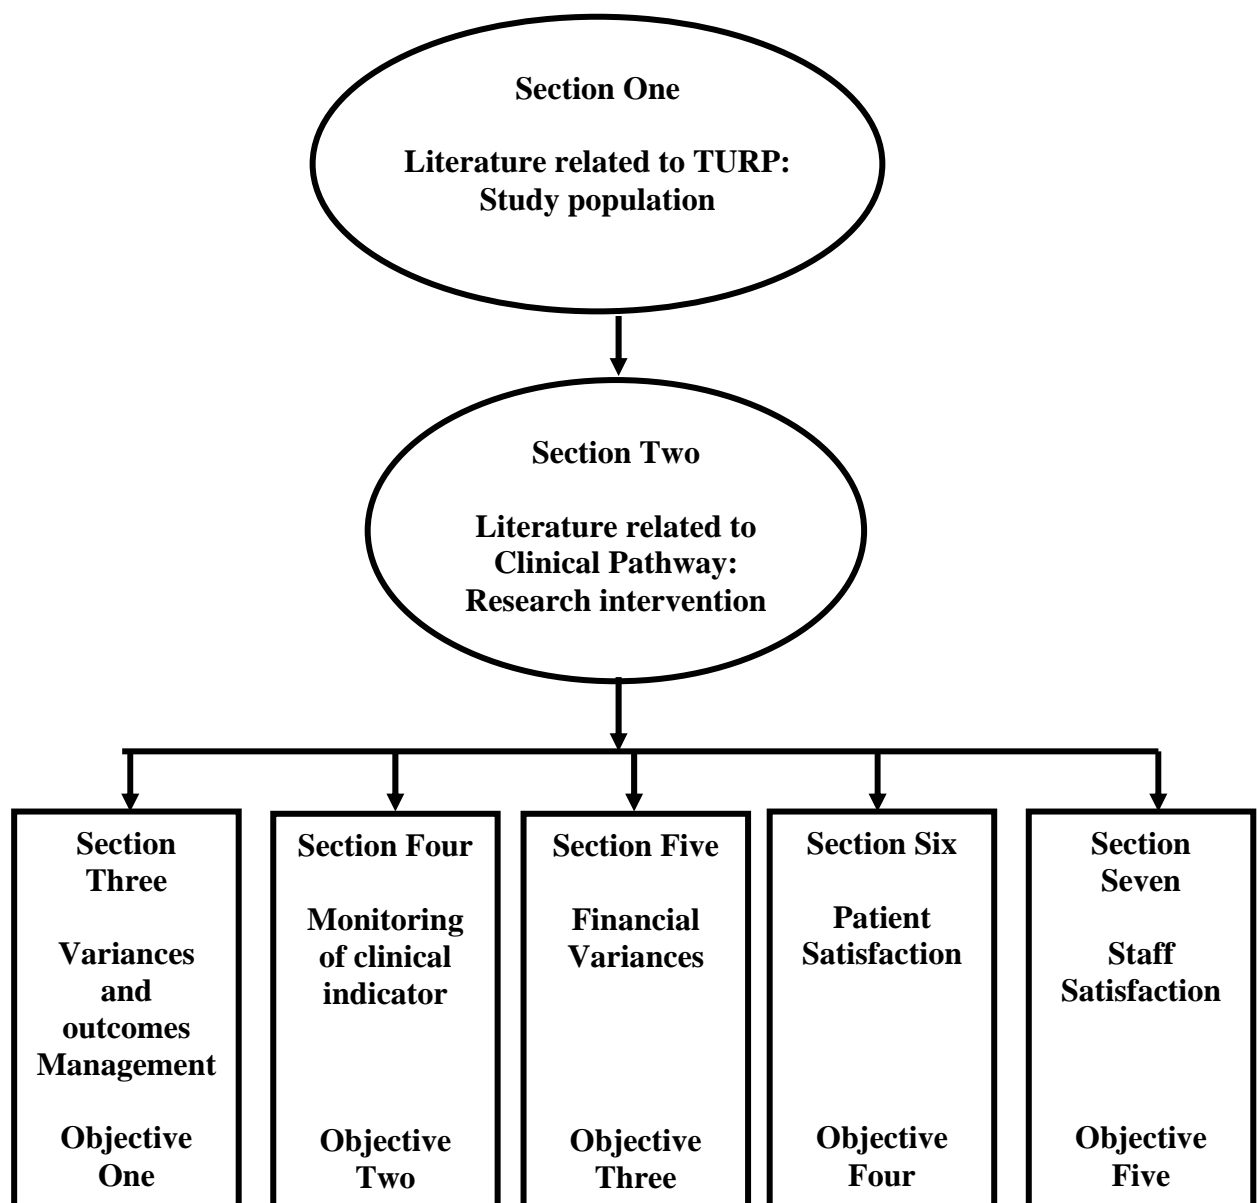 Section One
Literature related to TURP:
Study population
Section Two
Literature related to
Clinical Pathway:
Research intervention
Section
Three
Variances
and
outcomes
Management
Objective
One
Section Four
Monitoring
of clinical
indicator
Objective
Two
Section Five
Financial
Variances
Objective
Three
Section Six
Patient
Satisfaction
Objective
Four
Section
Seven
Staff
Satisfaction
Objective
Five